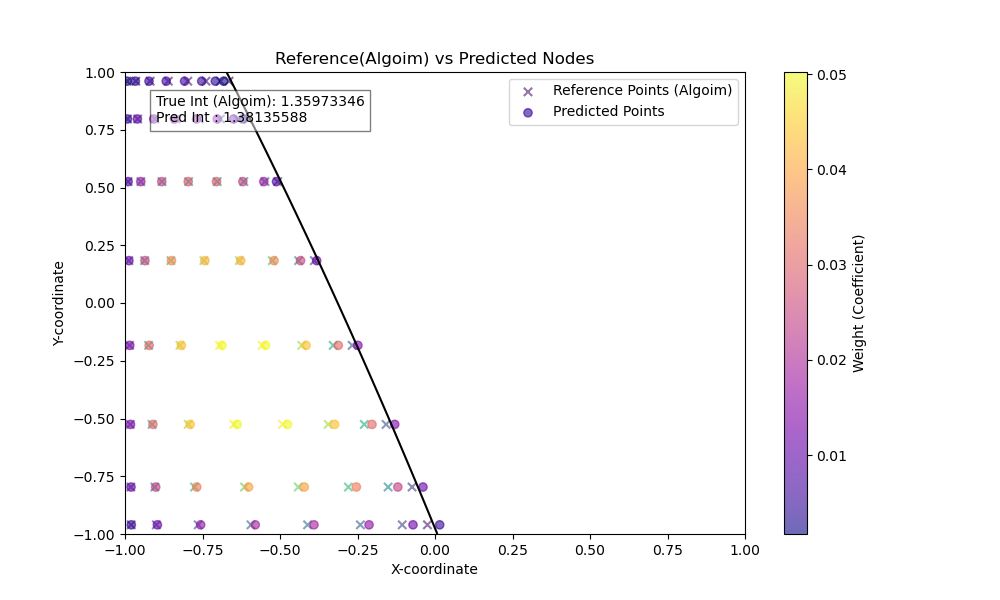 Reference(Algoim) vs Predicted Nodes
True Int (Algoim): 1.35973346
Pred Int : 1.38135588
Reference Points (Algoim)
Predicted Points
Y-coordinate
1.00
0.75
0.50
0.25
0.00
−0.25
−0.50
−0.75
−1.00
−1.00
−0.75
−0.50
−0.25
0.00
0.25
0.50
0.75
1.00
X-coordinate
0.05
0.04
0.03
0.02
0.01
Weight (Coefficient)